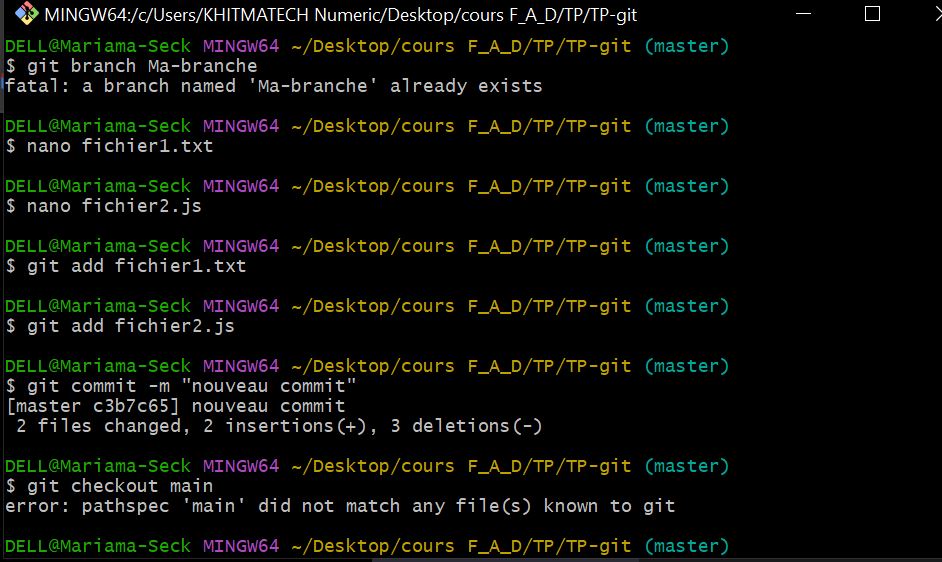 MINGW64:/c/Users/KHITMATECH Numeric/Desktop/cours F_A_D/TP/TP-git
DELL@Mariama-Seck MINGW64 ~/Desktop/cours F_A_D/TP/TP-git (master)
$ git branch Ma-branche
fatal: a branch named 'Ma-branche' already exists
DELL@Mariama-Seck MINGW64 ~/Desktop/cours F_A_D/TP/TP-git (master)
$ nano fichier1.txt
DELL@Mariama-Seck MINGW64 ~/Desktop/cours F_A_D/TP/TP-git (master)
$ nano fichier2.js
DELL@Mariama-Seck MINGW64 ~/Desktop/cours F_A_D/TP/TP-git (master)
$ git add fichier1.txt
DELL@Mariama-Seck MINGW64 ~/Desktop/cours F_A_D/TP/TP-git (master)
$ git add fichier2.js
DELL@Mariama-Seck MINGW64 ~/Desktop/cours F_A_D/TP/TP-git (master)
$ git commit -m "nouveau commit"
[master c3b7c65] nouveau commit
 2 files changed, 2 insertions(+), 3 deletions(-)
DELL@Mariama-Seck MINGW64 ~/Desktop/cours F_A_D/TP/TP-git (master)
$ git checkout main
error: pathspec 'main' did not match any file(s) known to git
DELL@Mariama-Seck MINGW64 ~/Desktop/cours F_A_D/TP/TP-git (master)